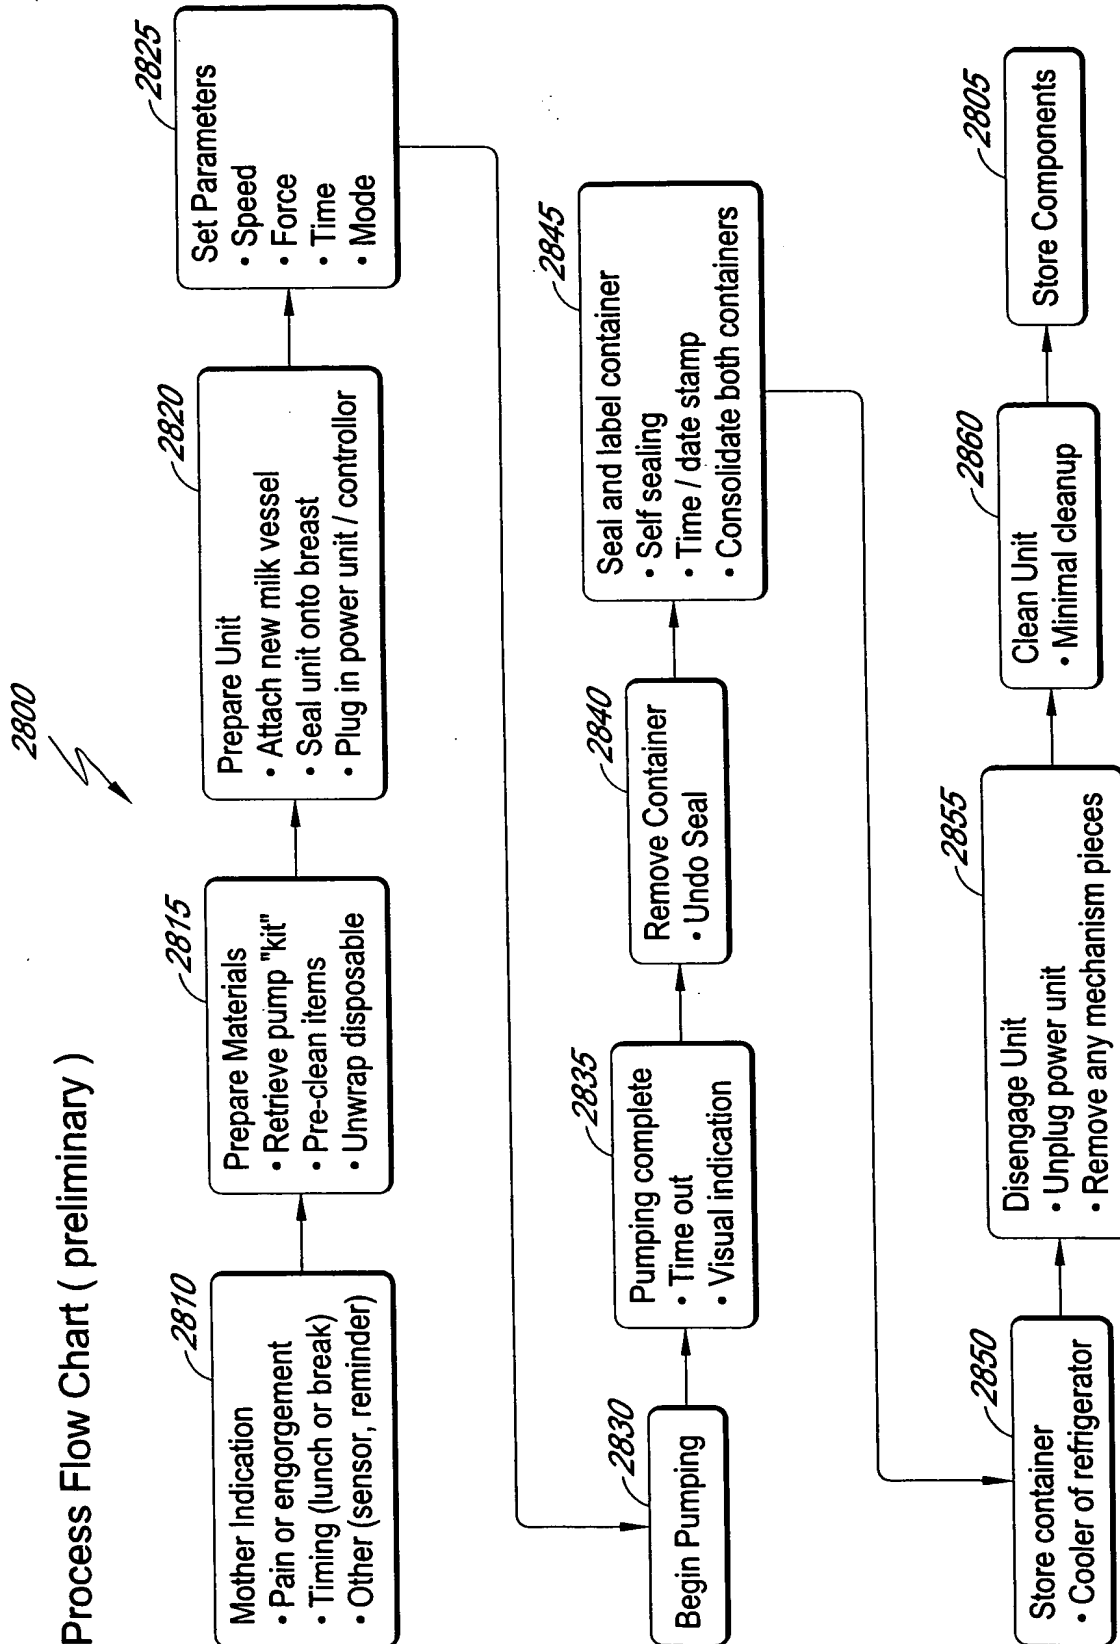 Process Flow Chart ( preliminary )
2800
2810
Mother Indication
• Pain or engorgement
• Timing (lunch or break)
• Other (sensor, reminder)
2815
Prepare Materials
• Retrieve pump "kit"
• Pre-clean items
• Unwrap disposable
2820
Prepare Unit
• Attach new milk vessel
• Seal unit onto breast
• Plug in power unit / controllor
2825
Set Parameters
• Speed
• Force
• Time
• Mode
2830
Begin Pumping
2835
Pumping complete
• Time out
• Visual indication
2840
Remove Container
• Undo Seal
2845
Seal and label container
• Self sealing
• Time / date stamp
• Consolidate both containers
2850
Store container
• Cooler of refrigerator
2855
Disengage Unit
• Unplug power unit
• Remove any mechanism pieces
2860
Clean Unit
• Minimal cleanup
2805
Store Components